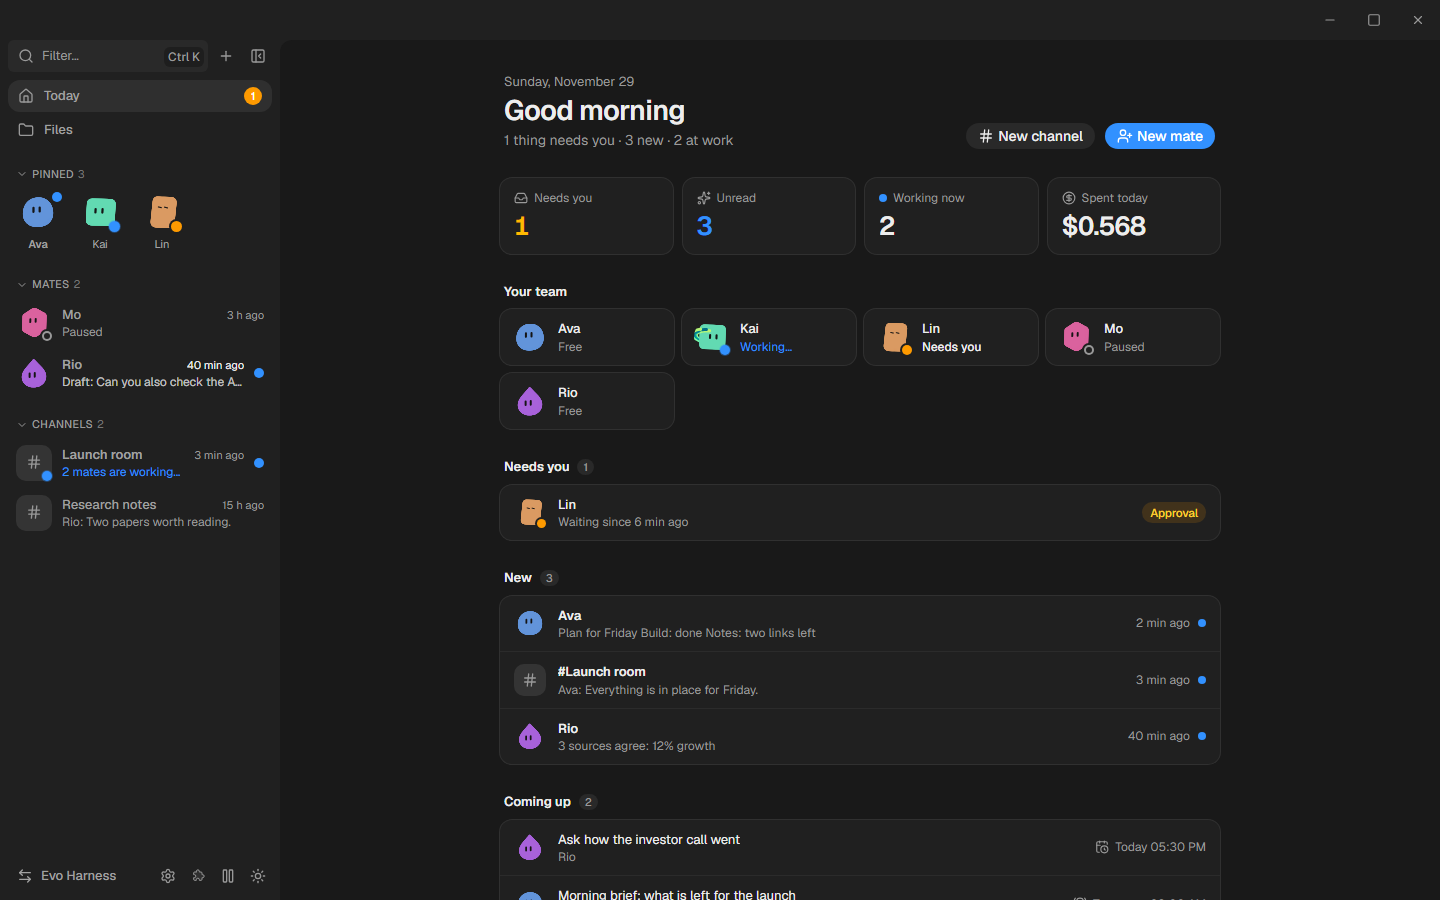 Filter...
Ctrl K
Today
1
Files
PINNED 3
Ava
Kai
Lin
MATES 2
Mo
3 h ago
Paused
Rio
40 min ago
Draft: Can you also check the A...
CHANNELS 2
Launch room
3 min ago
2 mates are working...
Research notes
15 h ago
Rio: Two papers worth reading.
Evo Harness
Sunday, November 29
Good morning
1 thing needs you · 3 new · 2 at work
New channel
New mate
Needs you
1
Unread
3
Working now
2
Spent today
$0.568
Your team
Ava
Free
Kai
Working...
Lin
Needs you
Mo
Paused
Rio
Free
Needs you 1
Lin
Waiting since 6 min ago
Approval
New 3
Ava
Plan for Friday Build: done Notes: two links left
2 min ago
#Launch room
Ava: Everything is in place for Friday.
3 min ago
Rio
3 sources agree: 12% growth
40 min ago
Coming up 2
Ask how the investor call went
Rio
Today 05:30 PM
Morning brief: what is left for the launch